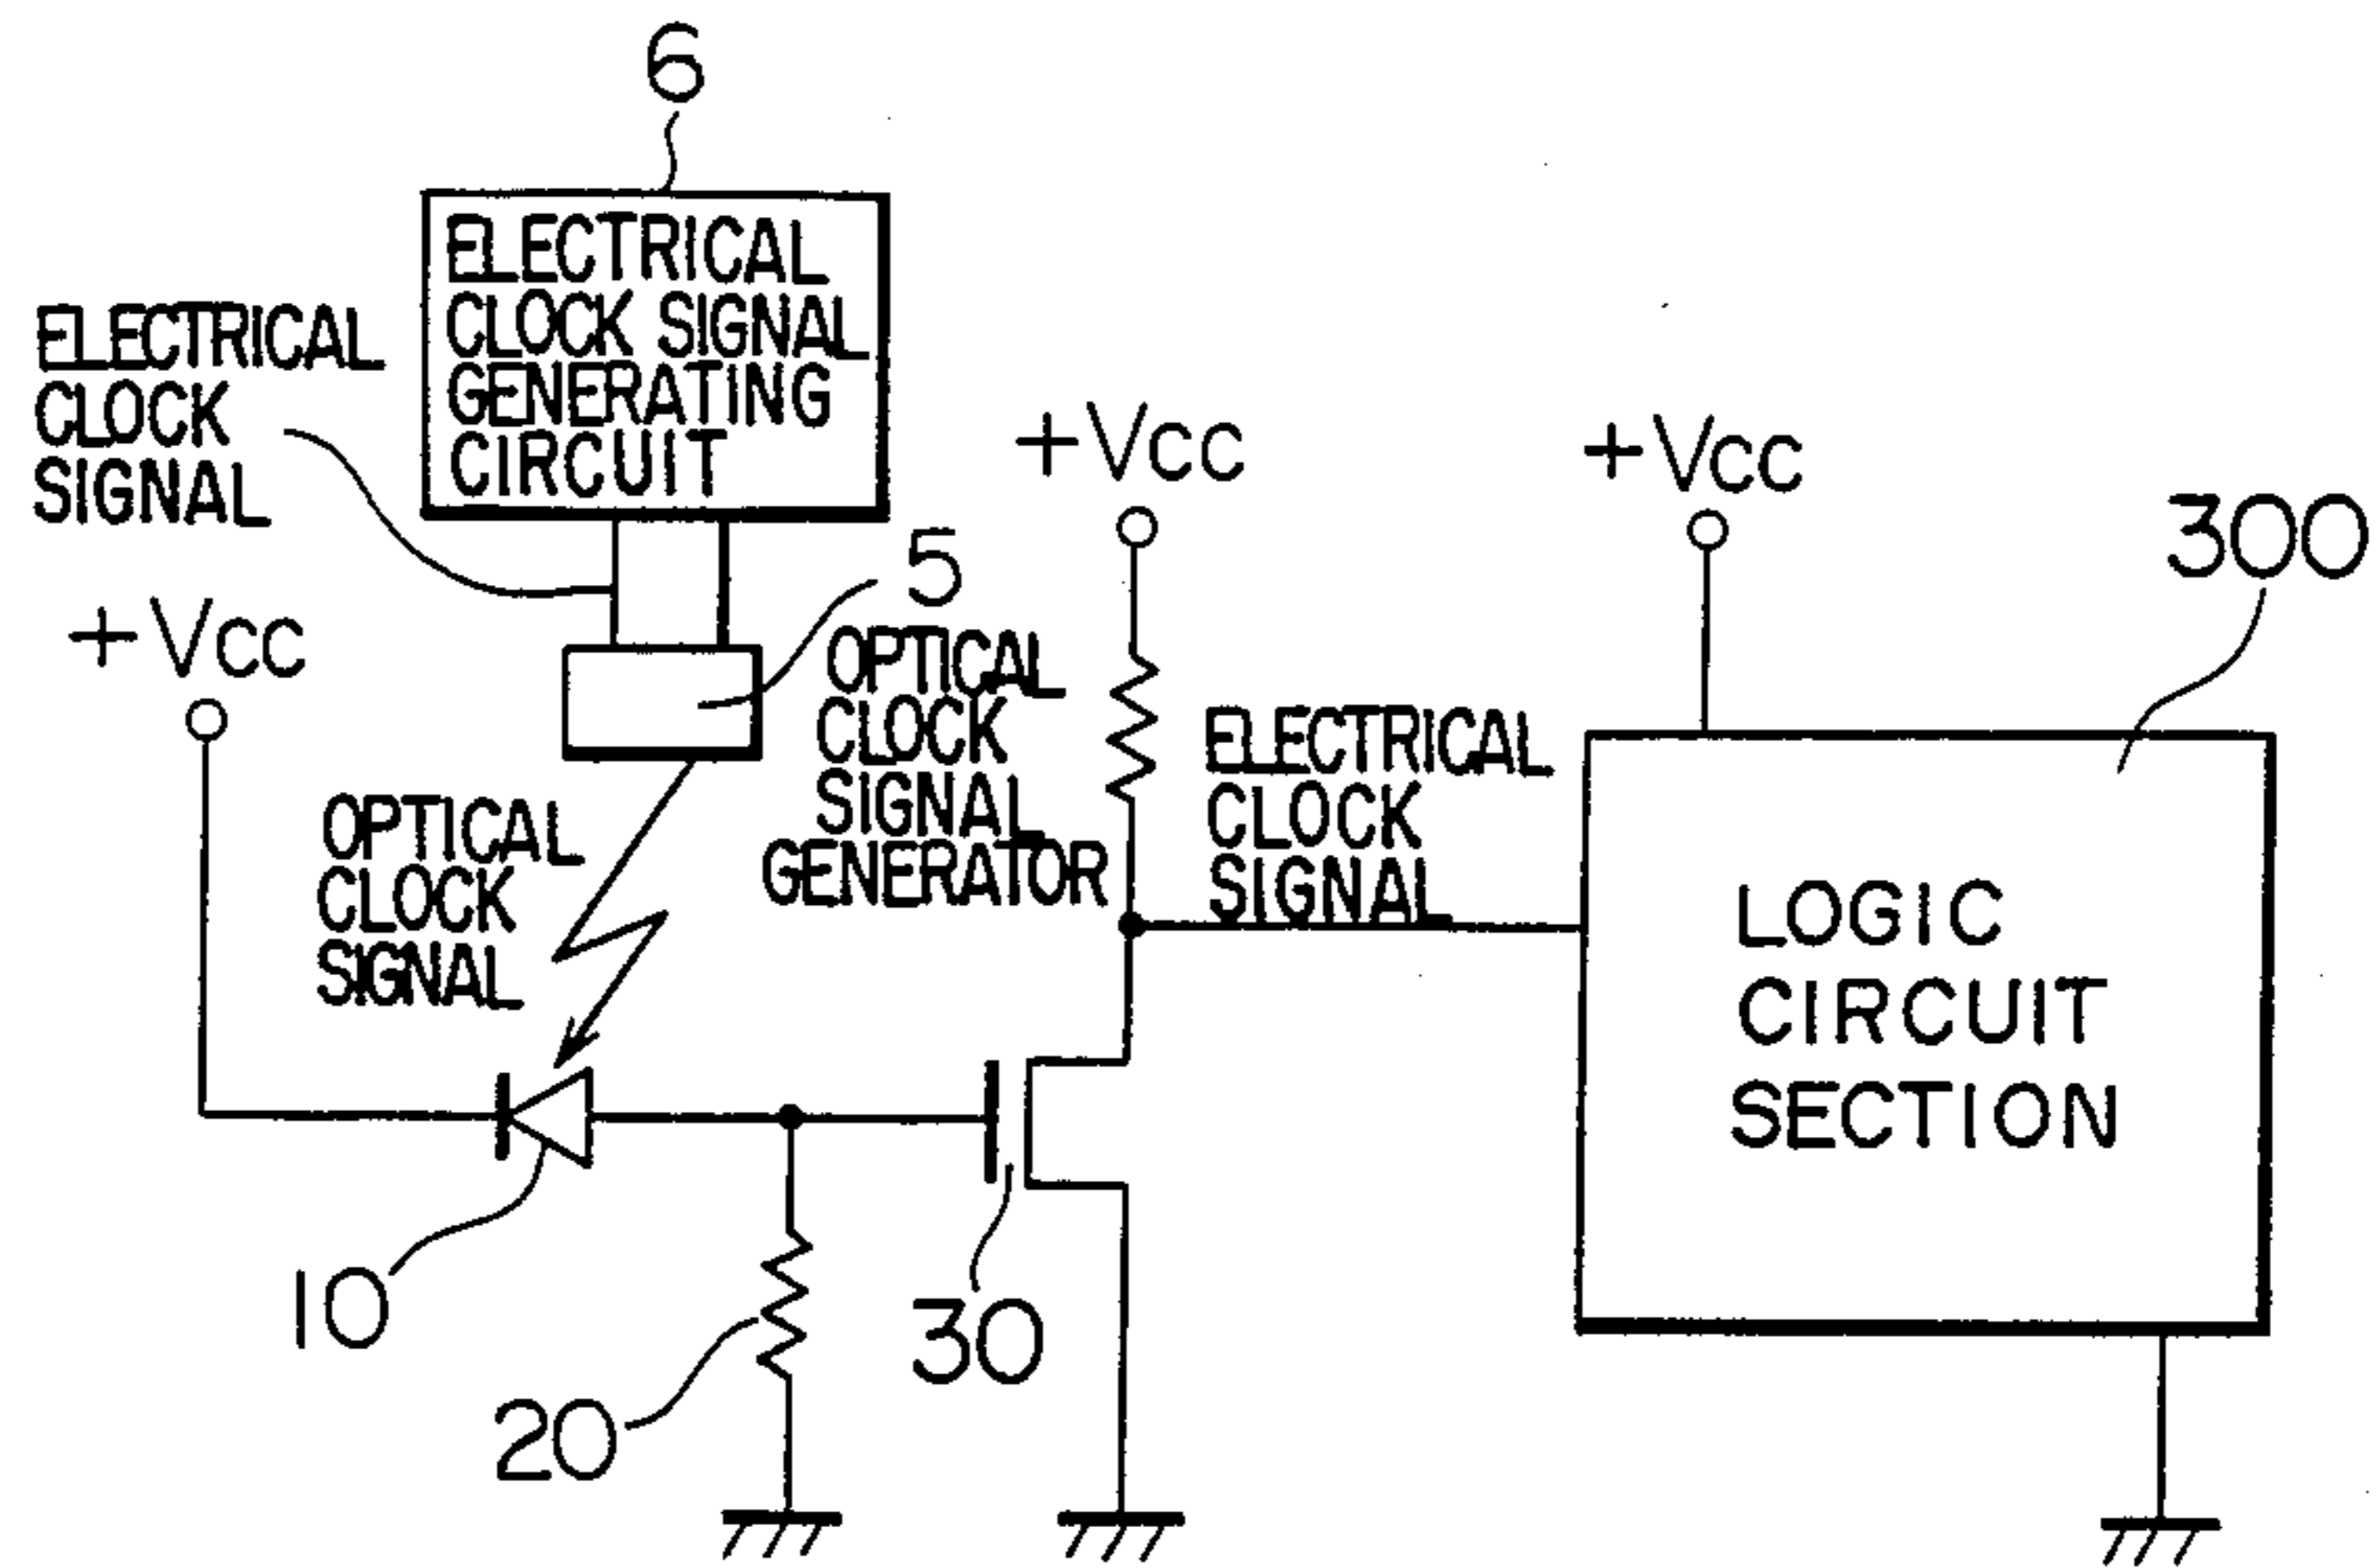 6
ELECTRICAL
CLOCK SIGNAL
GENERATING
CIRCUIT
ELECTRICAL
CLOCK
SIGNAL
+Vcc
+Vcc
300
5
+Vcc
OPTICAL
CLOCK
SIGNAL
GENERATOR
ELECTRICAL
CLOCK
SIGNAL
OPTICAL
CLOCK
SIGNAL
LOGIC
CIRCUIT
SECTION
10
30
20